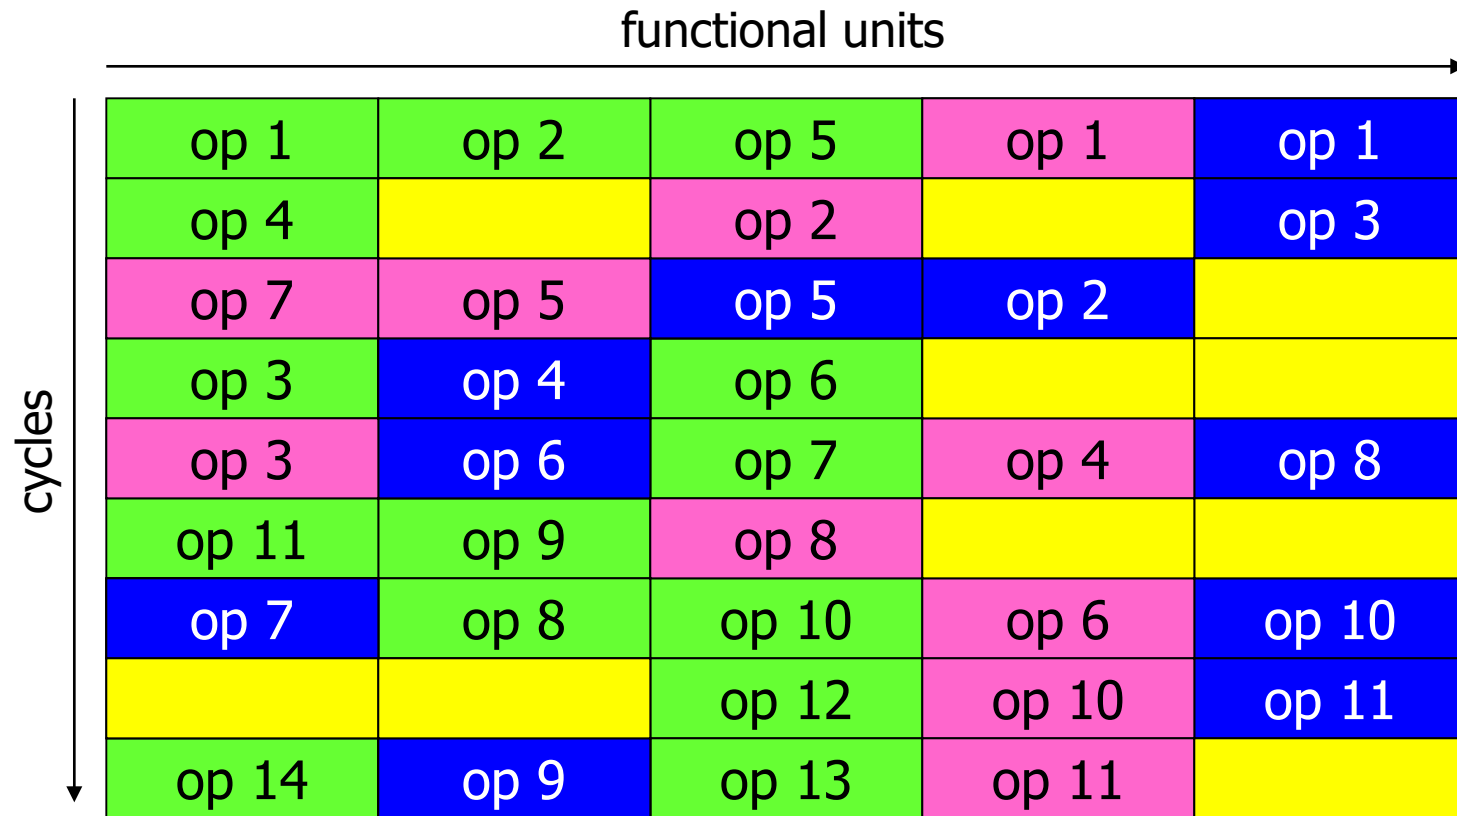 functional units
cycles
op 1 op 2 op 5 op 1 op 1
op 4 op 2 op 3
op 7 op 5 op 5 op 2
op 3 op 4 op 6
op 3 op 6 op 7 op 4 op 8
op 11 op 9 op 8
op 7 op 8 op 10 op 6 op 10
op 12 op 10 op 11
op 14 op 9 op 13 op 11